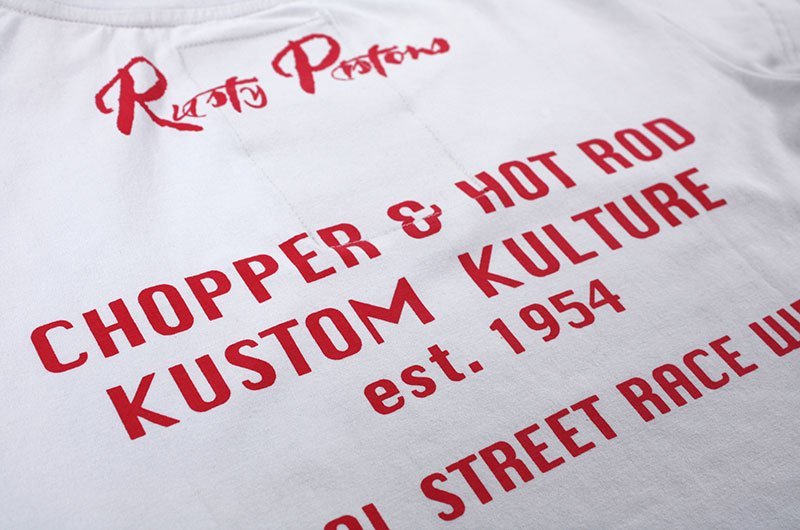 Rusty Pistons
CHOPPER & HOT ROD
KUSTOM KULTURE
est. 1954
STREET RACE